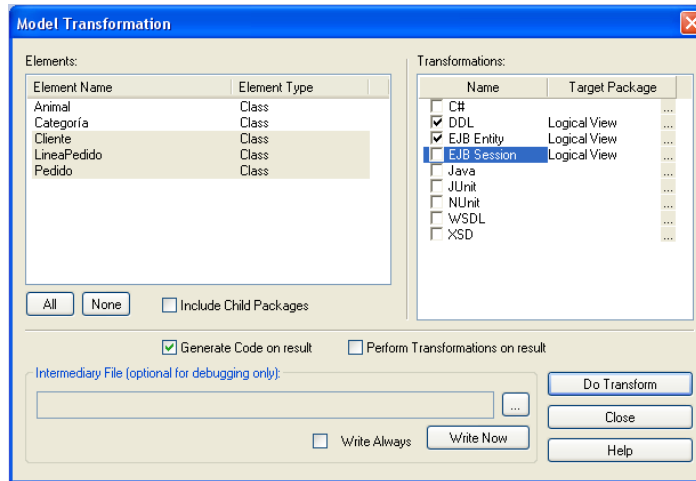 Model Transformation
Elements:
Element Name Element Type
Animal Class
Categoría Class
Cliente Class
LineaPedido Class
Pedido Class
All None Include Child Packages
Transformations:
Name Target Package
C# ...
DDL Logical View ...
EJB Entity Logical View ...
EJB Session Logical View ...
Java ...
JUnit ...
NUnit ...
WSDL ...
XSD ...
Generate Code on result Perform Transformations on result
Intermediary File (optional for debugging only):
...
Write Always Write Now
Do Transform
Close
Help